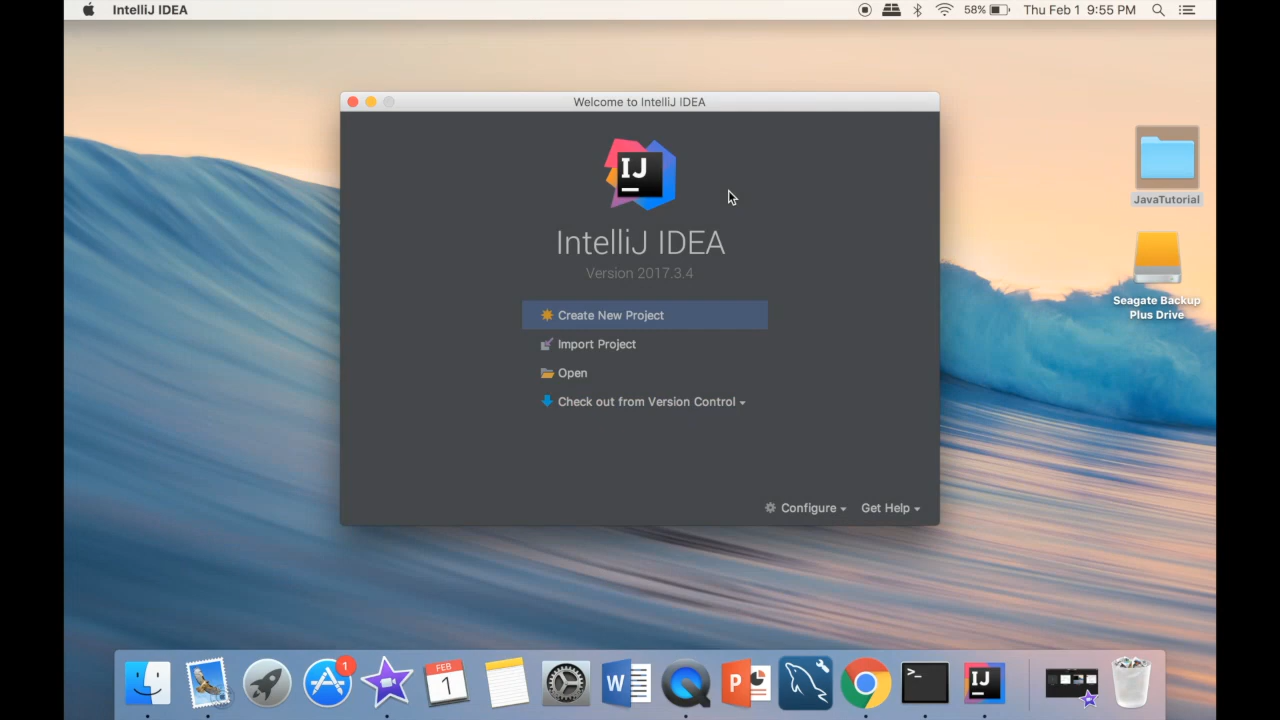 IntelliJ IDEA
58%
Thu Feb 1 9:55 PM
Welcome to IntelliJ IDEA
IJ
IntelliJ IDEA
Version 2017.3.4
Create New Project
Import Project
Open
Check out from Version Control
Configure
Get Help
JavaTutorial
Seagate Backup
Plus Drive
1
FEB
1
W
P
>_
IJ